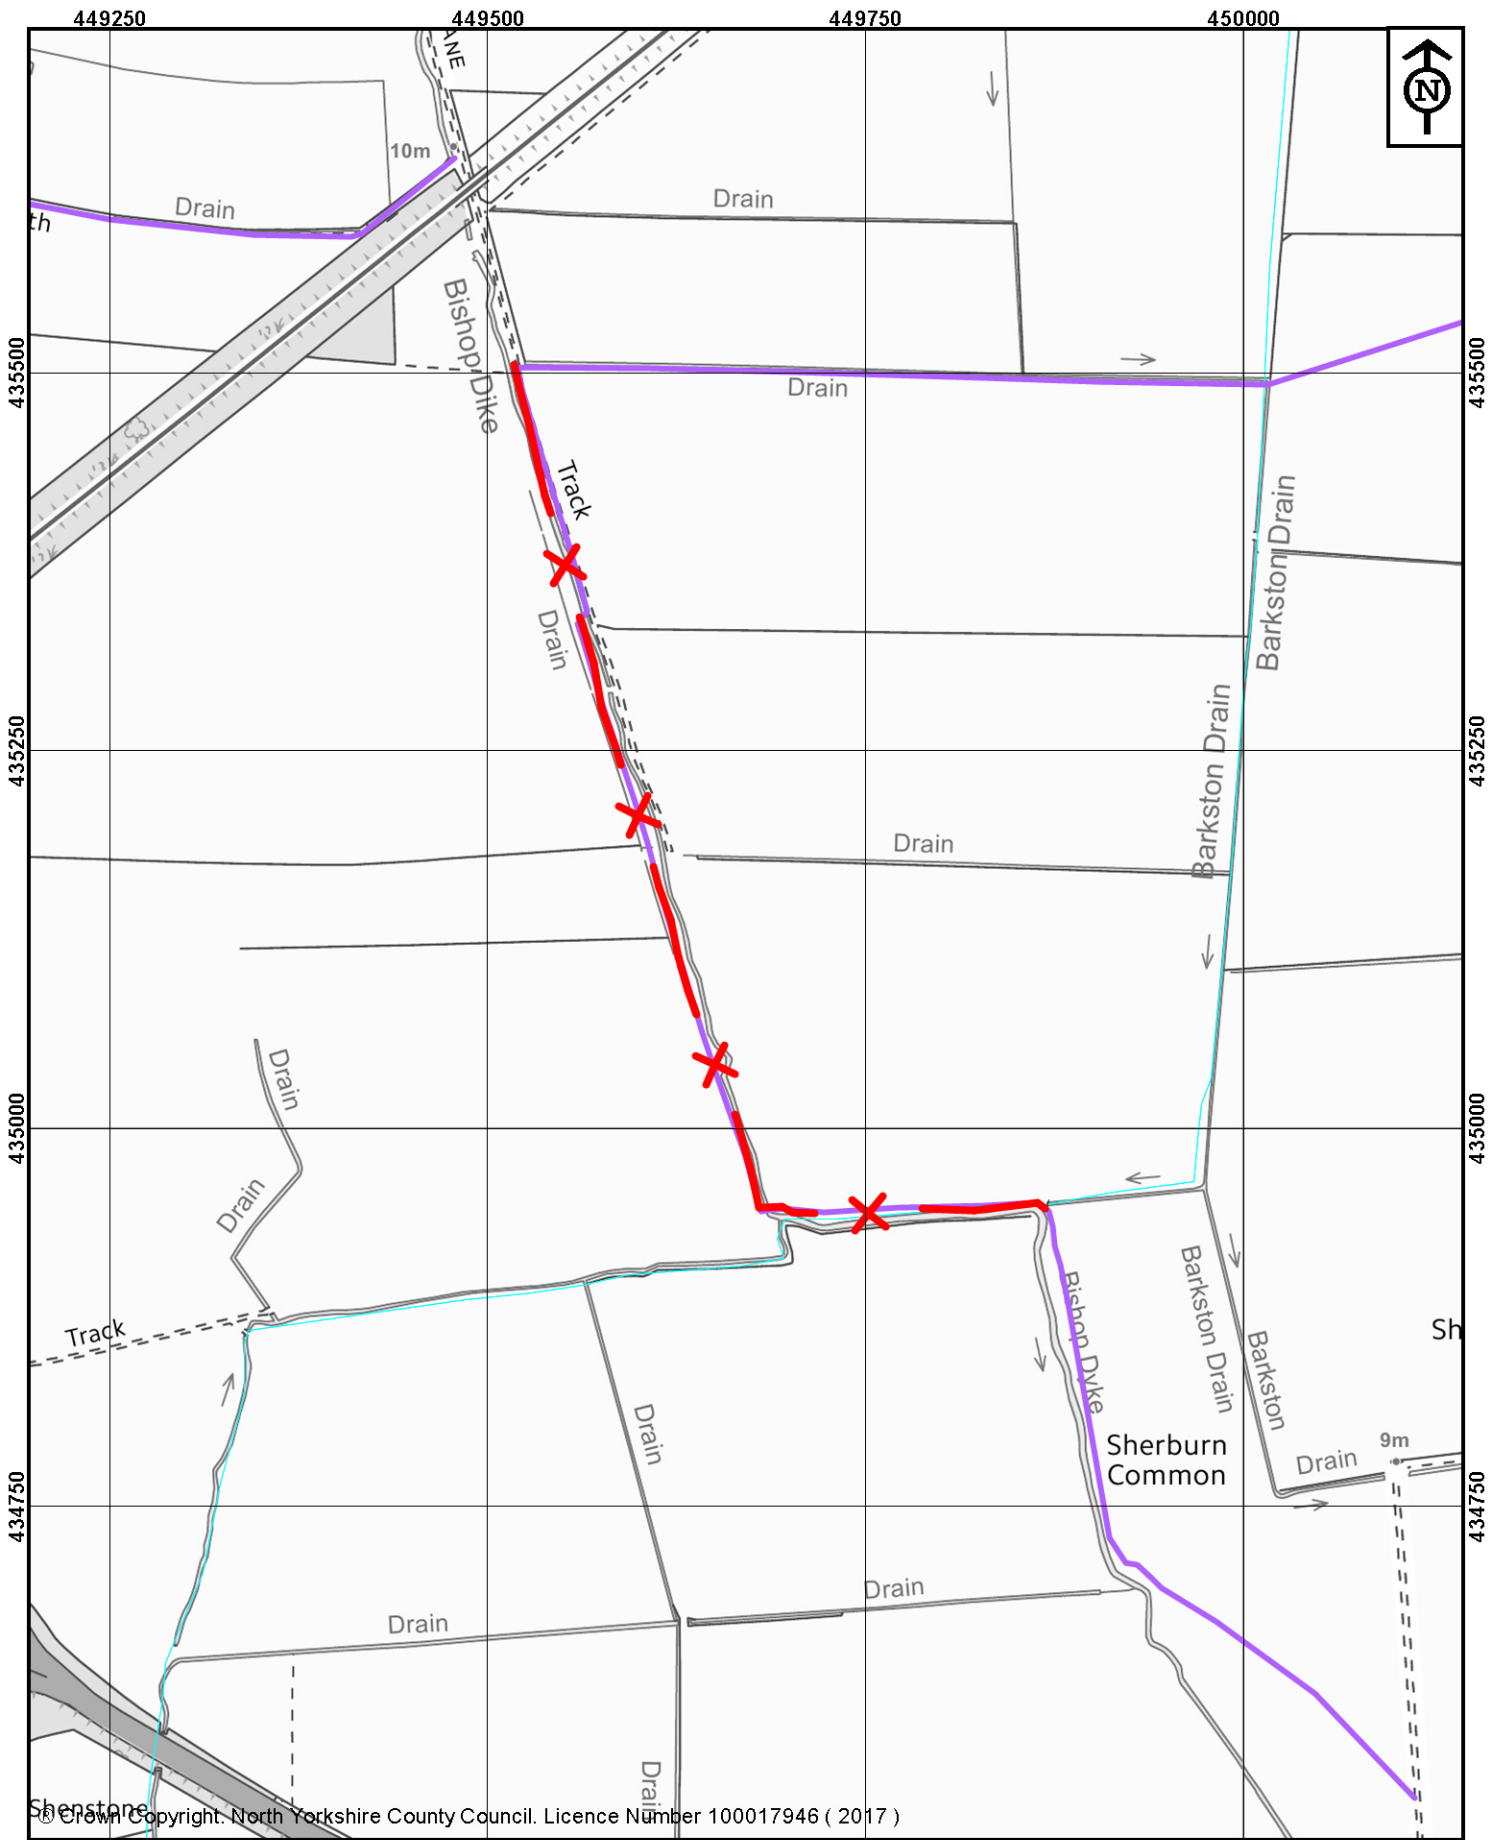 449250 449500 449750 450000
ANE
N
10m
Drain
Drain
th
Bishop Dike
435500
435500
Drain
Track
Barkston Drain
Drain
Barkston Drain
435250
435250
Drain
Drain
435000
435000
Drain
Track
Barkston Drain
Bishop Dyke
Barkston
Sh
Drain
Sherburn
Common
9m
Drain
434750
434750
Drain
Drain
Drain
Shenstone
© Crown Copyright. North Yorkshire County Council. Licence Number 100017946 ( 2017 )